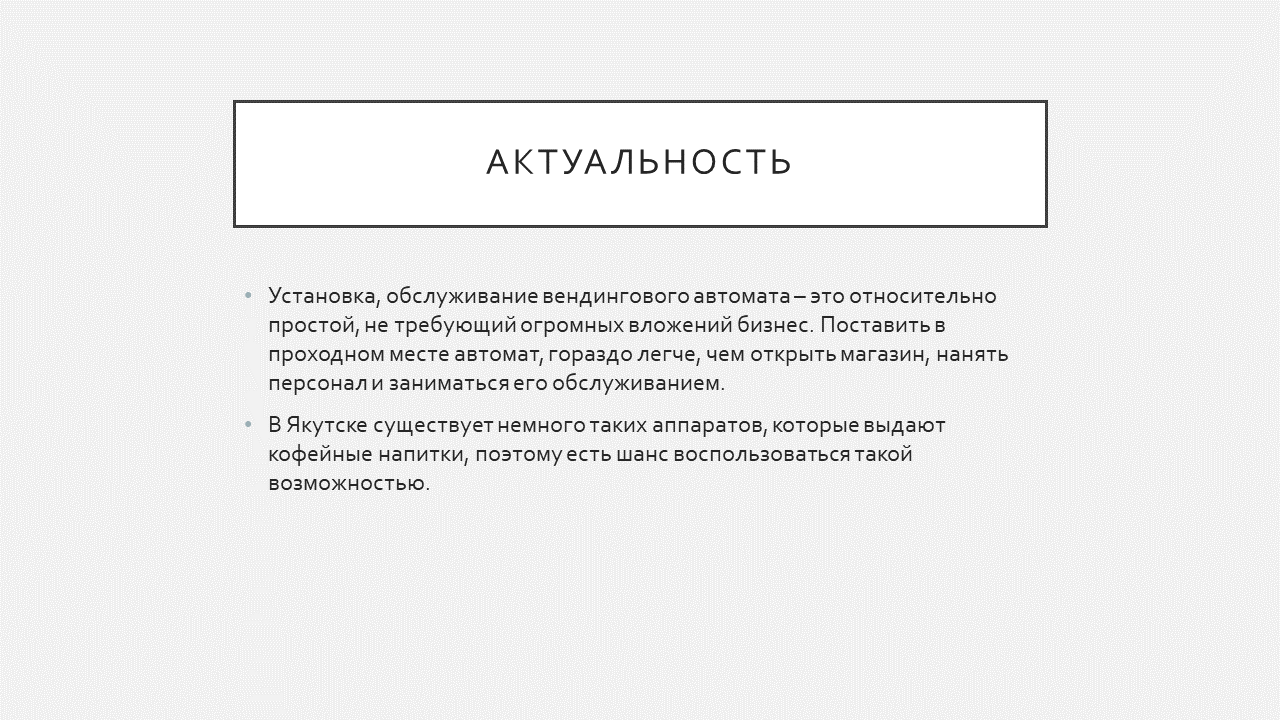 АКТУАЛЬНОСТЬ
• Установка, обслуживание вендингового автомата – это относительно
простой, не требующий огромных вложений бизнес. Поставить в
проходном месте автомат, гораздо легче, чем открыть магазин, нанять
персонал и заниматься его обслуживанием.
• В Якутске существует немного таких аппаратов, которые выдают
кофейные напитки, поэтому есть шанс воспользоваться такой
возможностью.